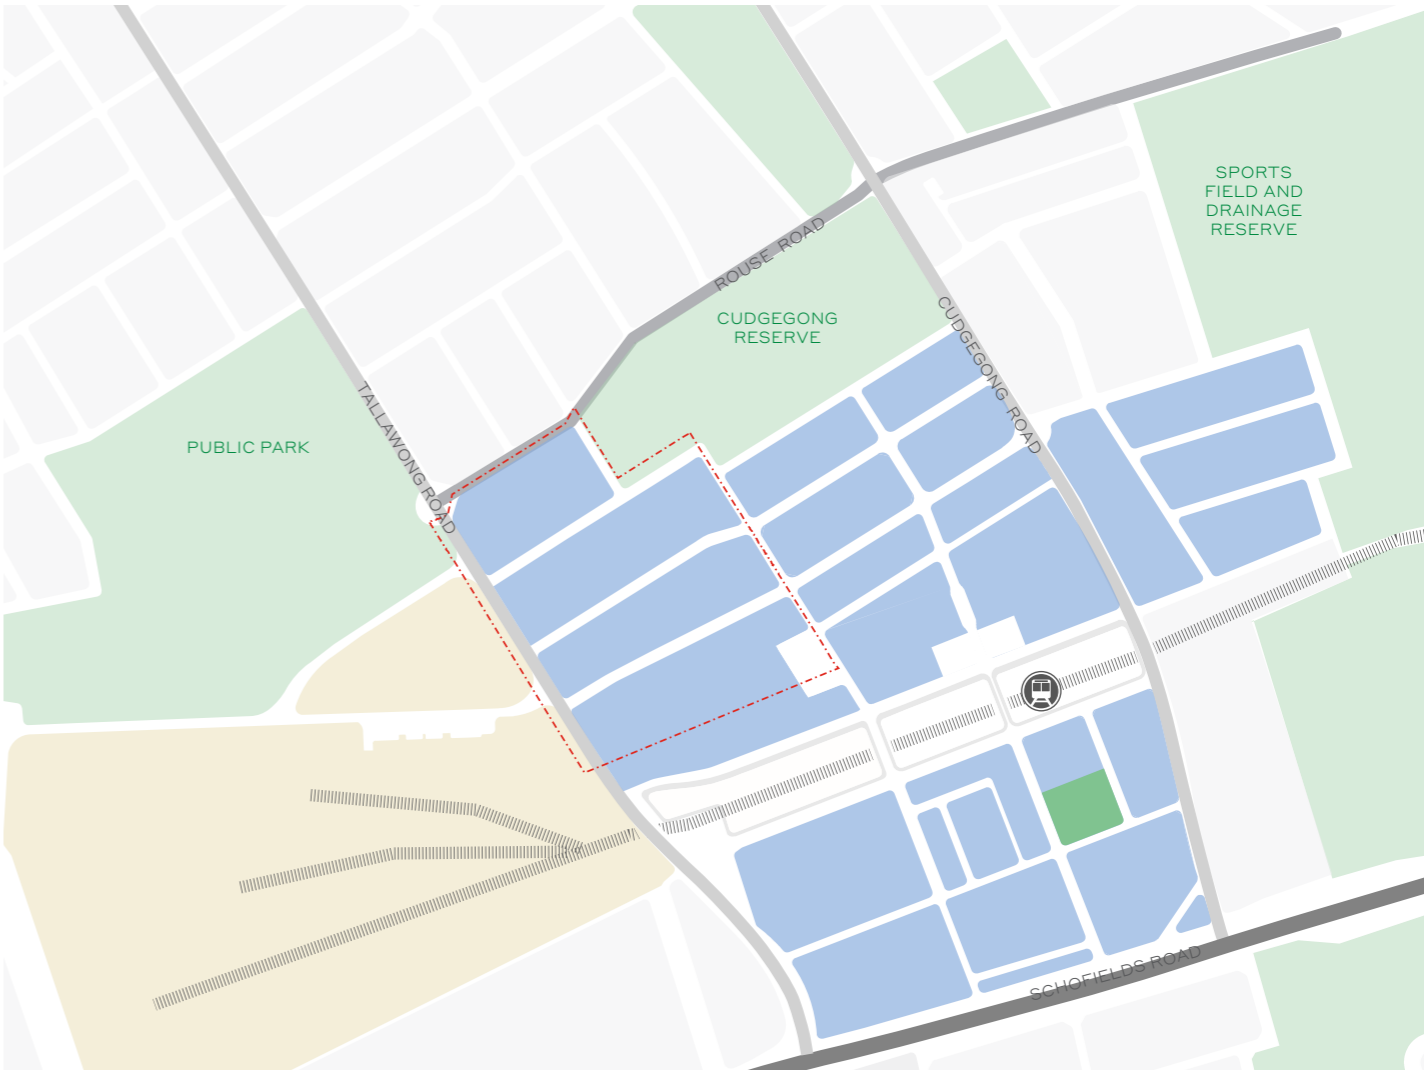 SPORTS
FIELD AND
DRAINAGE
RESERVE
ROUSE ROAD
CUDGEGONG
RESERVE
CUDGEGONG ROAD
TALLAWONG ROAD
PUBLIC PARK
SCHOFIELDS ROAD